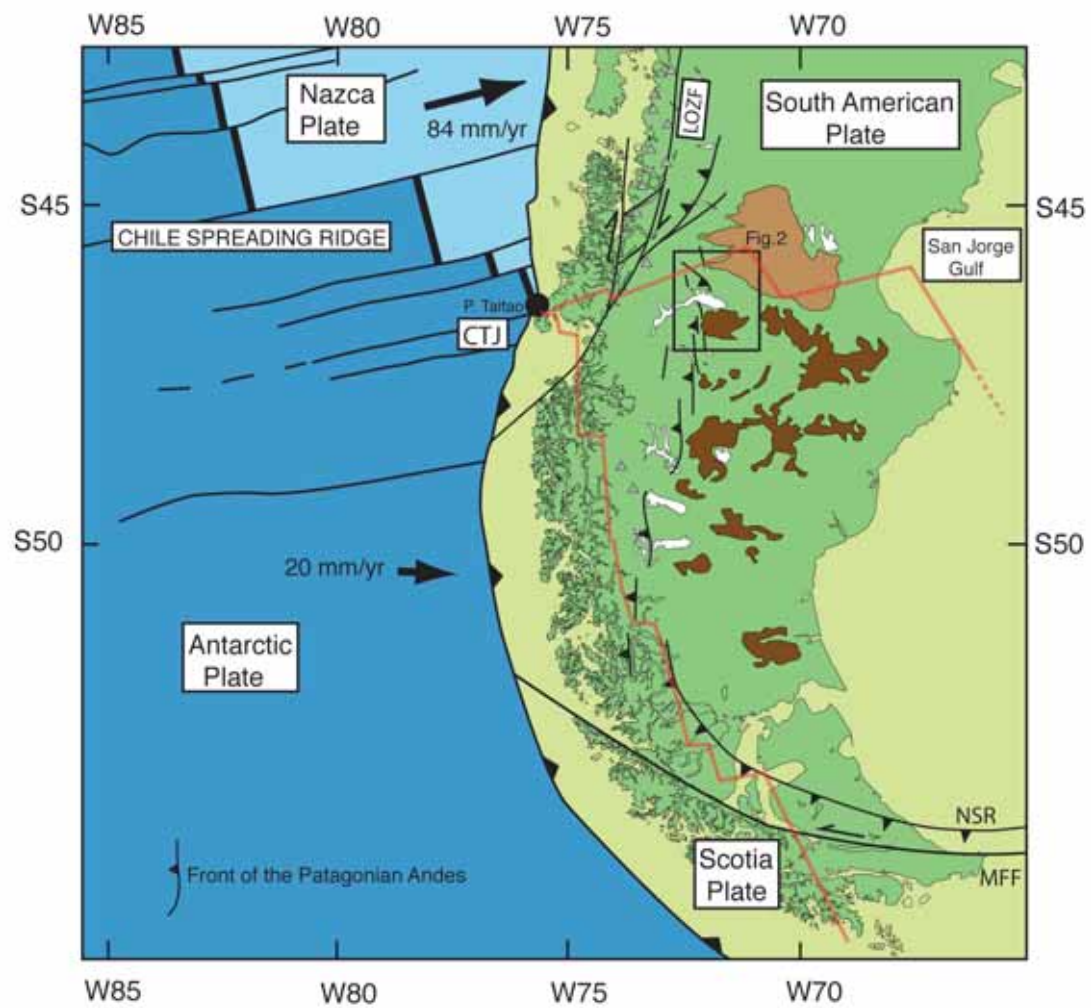 W85
W80
W75
W70
Nazca
Plate
84 mm/yr
LOZF
South American
Plate
S45
S45
CHILE SPREADING RIDGE
Fig.2
San Jorge
Gulf
P. Taitao
CTJ
S50
S50
20 mm/yr
Antarctic
Plate
NSR
Scotia
Plate
MFF
Front of the Patagonian Andes
W85
W80
W75
W70